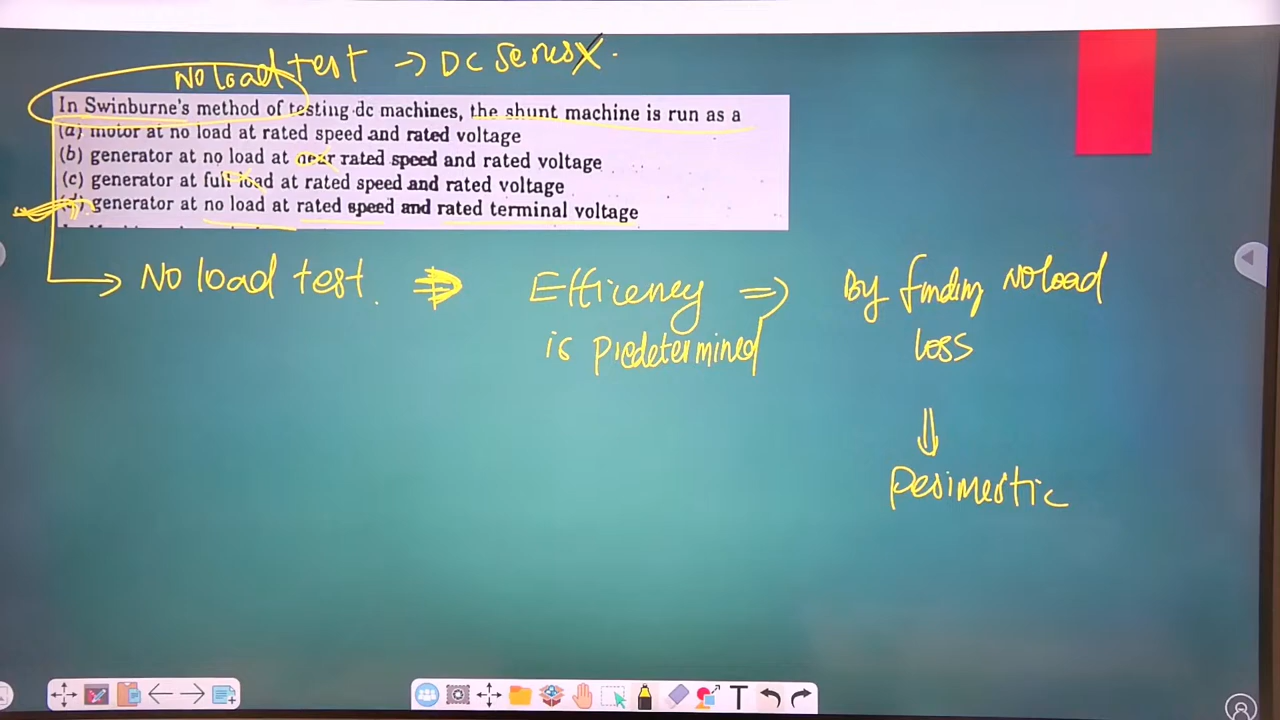 No load test → DC Series X.
In Swinburne's method of testing dc machines, the shunt machine is run as a
(a) motor at no load at rated speed and rated voltage
(b) generator at no load at near rated speed and rated voltage
(c) generator at full load at rated speed and rated voltage
(d) generator at no load at rated speed and rated terminal voltage
→ No load test. ⇒ Efficency ⇒ By finding No load
is predetermined loss
⇓
Pesimestic
T